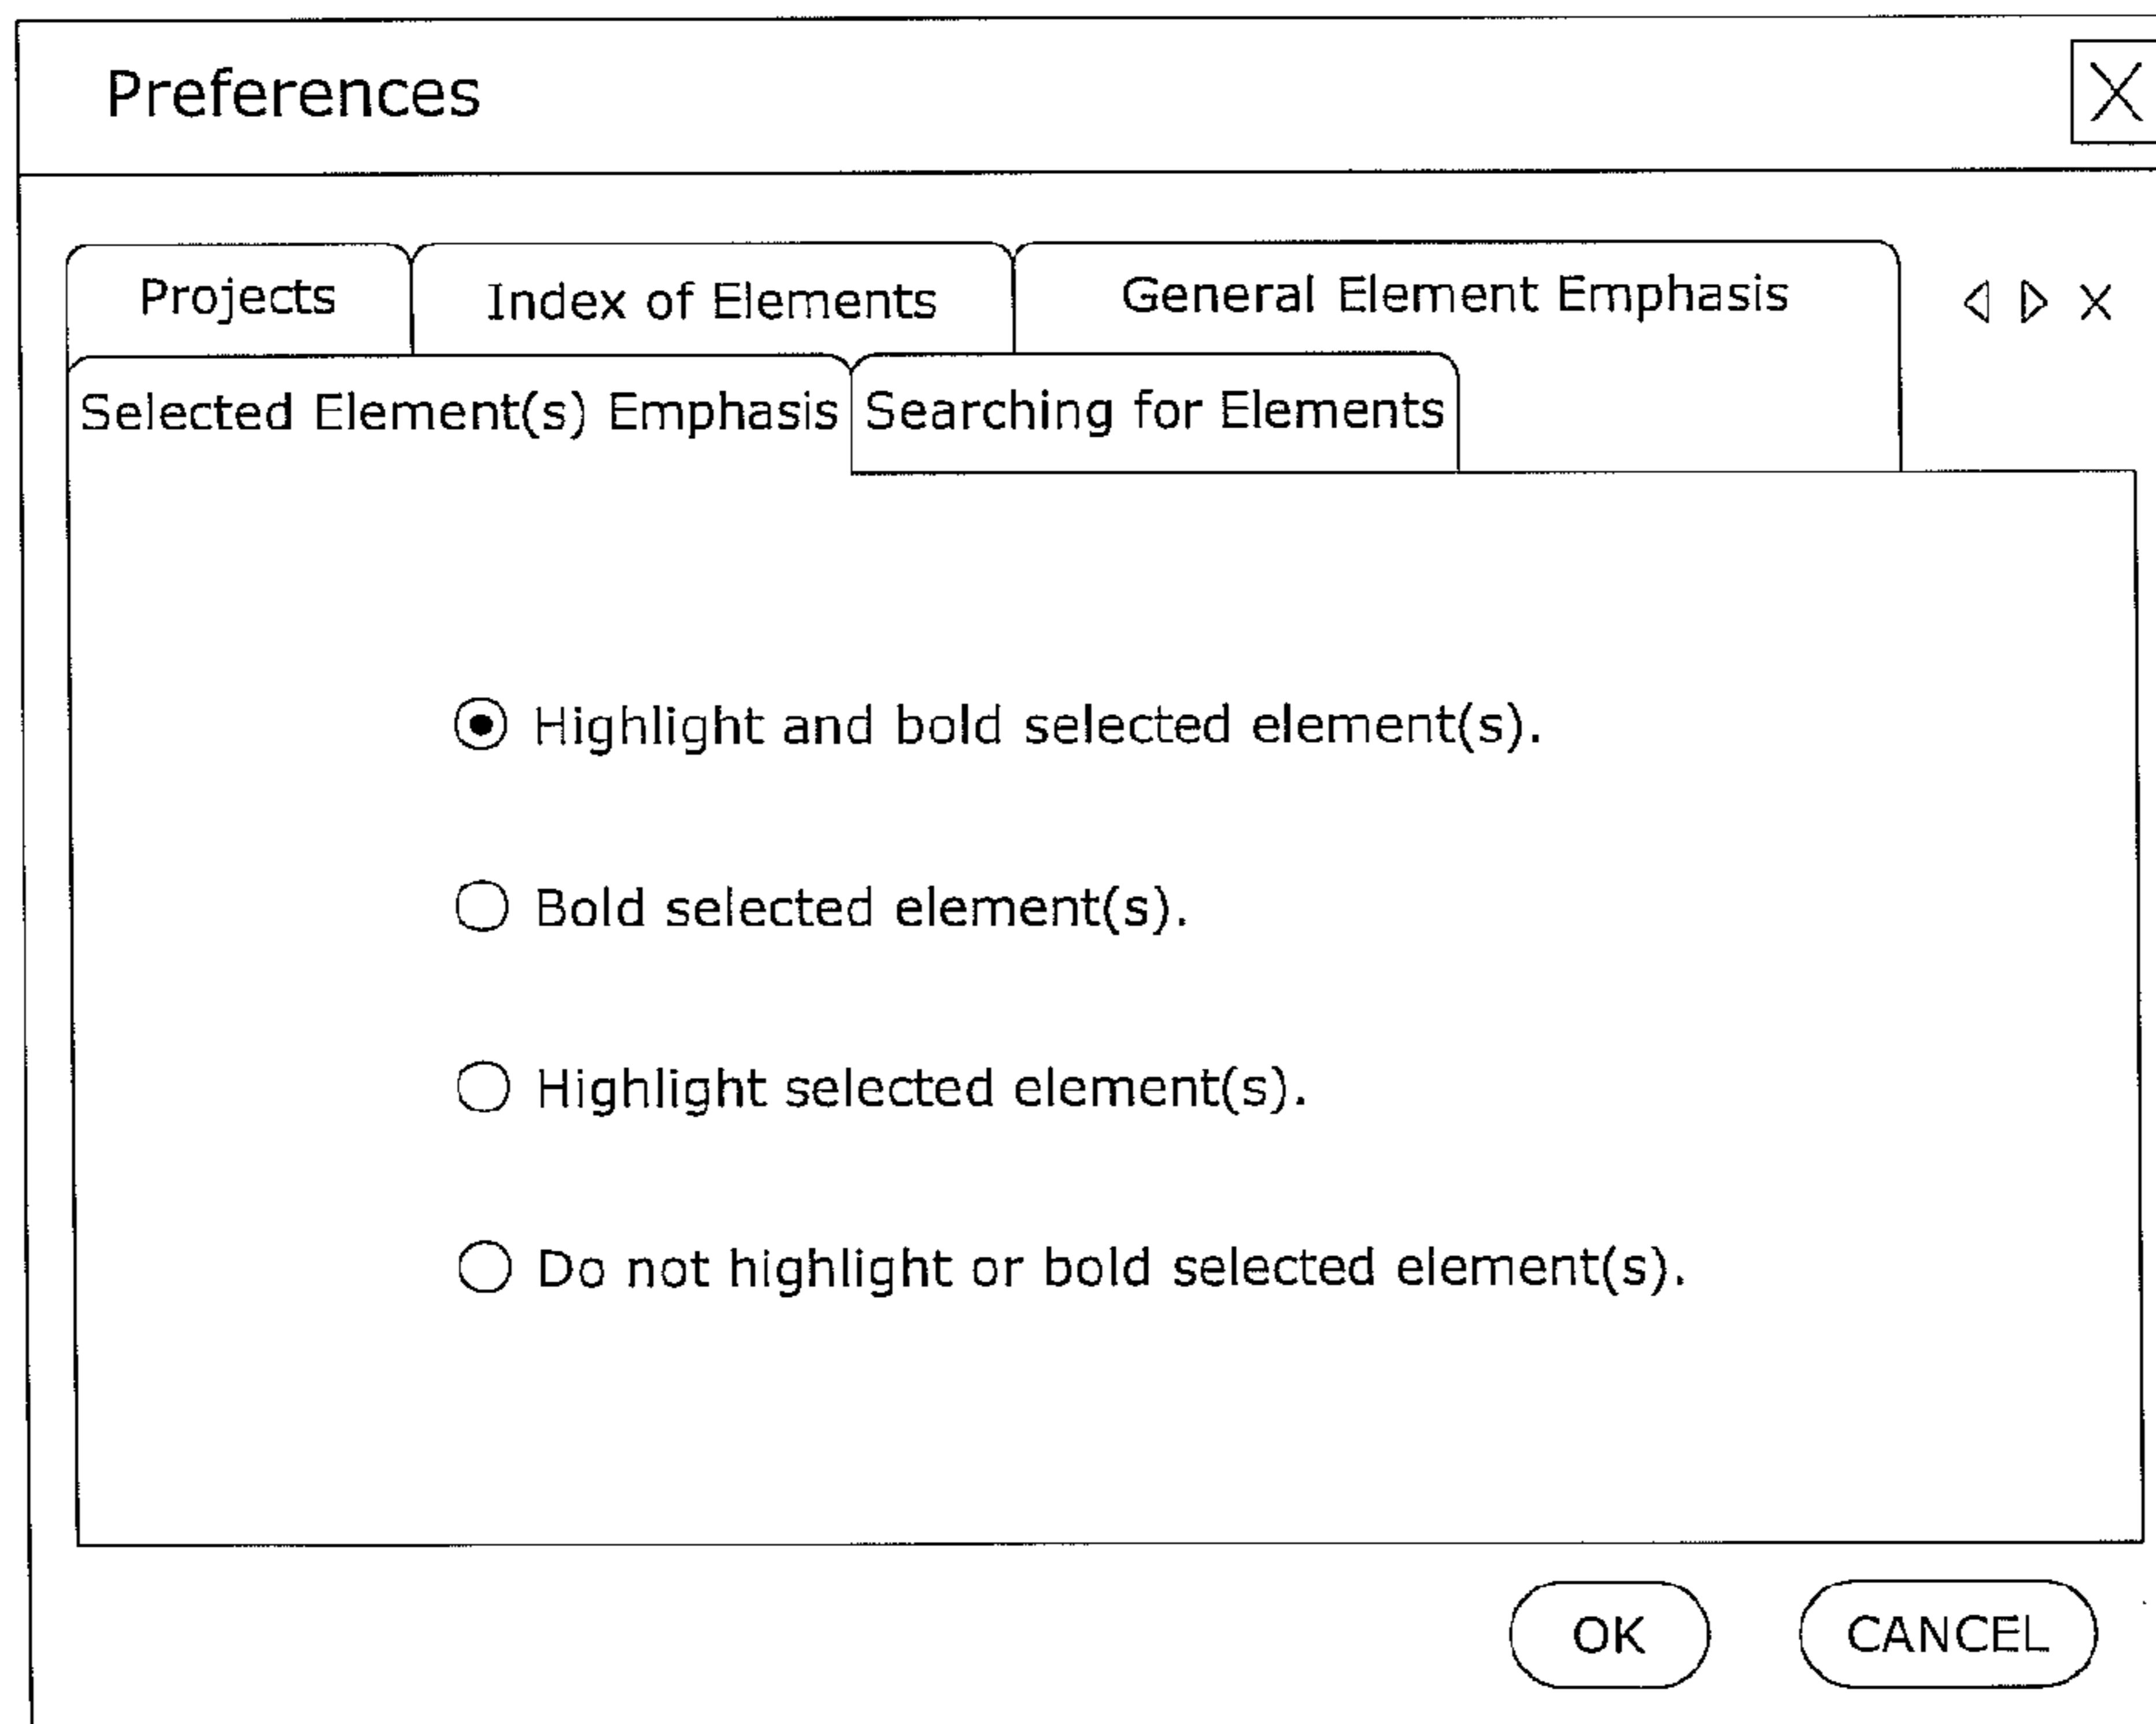 Preferences
Projects
Index of Elements
General Element Emphasis
Selected Element(s) Emphasis
Searching for Elements
Highlight and bold selected element(s).
Bold selected element(s).
Highlight selected element(s).
Do not highlight or bold selected element(s).
OK
CANCEL